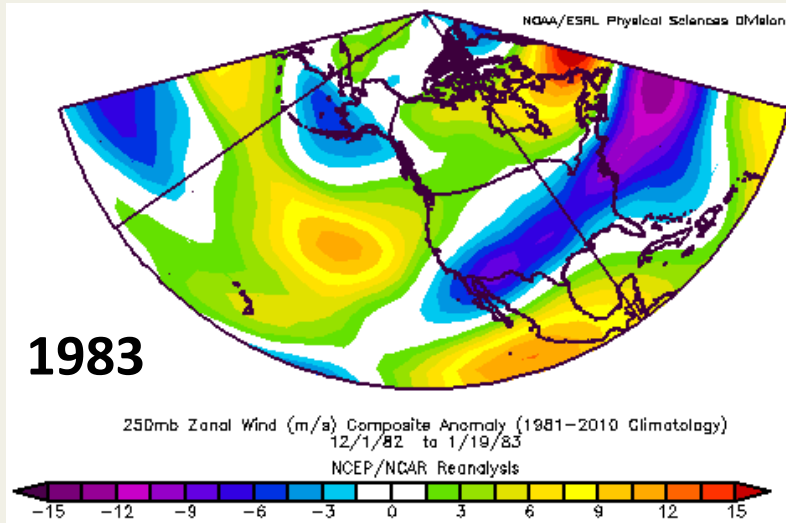 NOAA/ESRL Physical Sciences Division
1983
250mb Zonal Wind (m/s) Composite Anomaly (1981-2010 Climatology)
12/1/82 to 1/19/83
NCEP/NCAR Reanalysis
-15 -12 -9 -6 -3 0 3 6 9 12 15